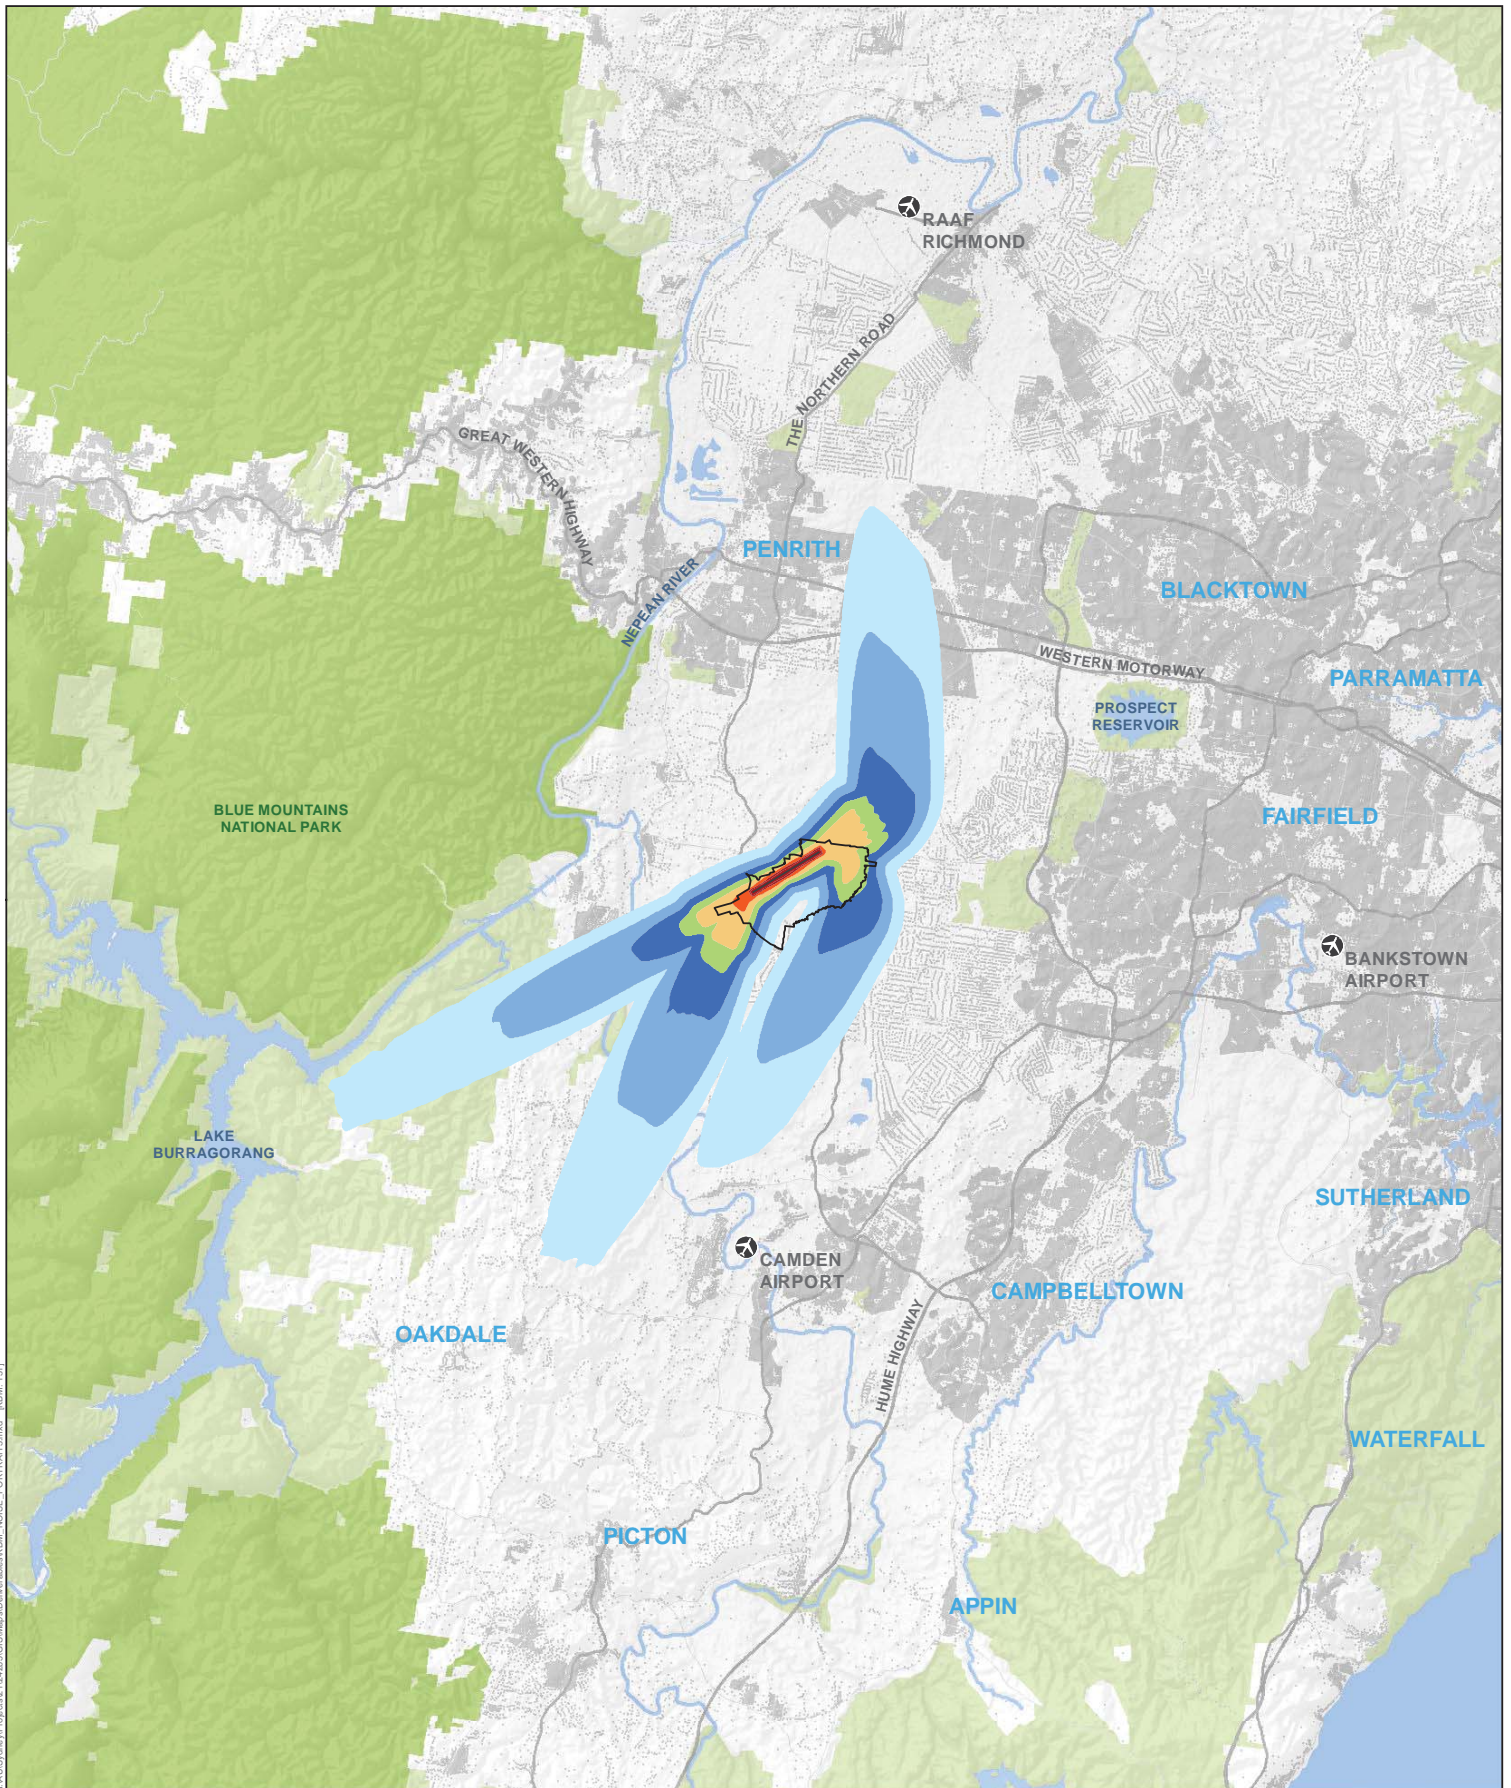 RAAF
RICHMOND
THE NORTHERN ROAD
GREAT WESTERN HIGHWAY
PENRITH
NEPEAN RIVER
BLACKTOWN
WESTERN MOTORWAY
PARRAMATTA
PROSPECT
RESERVOIR
BLUE MOUNTAINS
NATIONAL PARK
FAIRFIELD
BANKSTOWN
AIRPORT
LAKE
BURRAGORANG
SUTHERLAND
CAMDEN
AIRPORT
CAMPBELLTOWN
OAKDALE
HUME HIGHWAY
WATERFALL
PICTON
APPIN